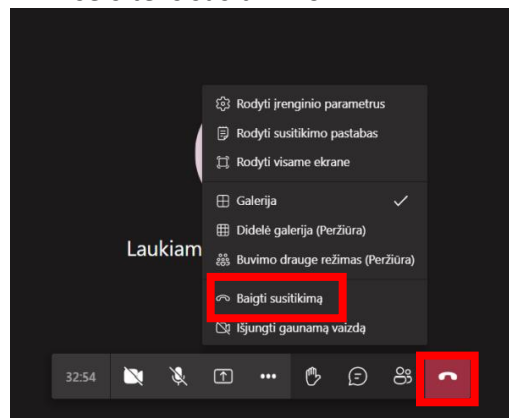 Rodyti įrenginio parametrus
Rodyti susitikimo pastabas
Rodyti visame ekrane
Galerija
Didelė galerija (Peržiūra)
Laukiam
Buvimo drauge režimas (Peržiūra)
Baigti susitikimą
Išjungti gaunamą vaizdą
32:54